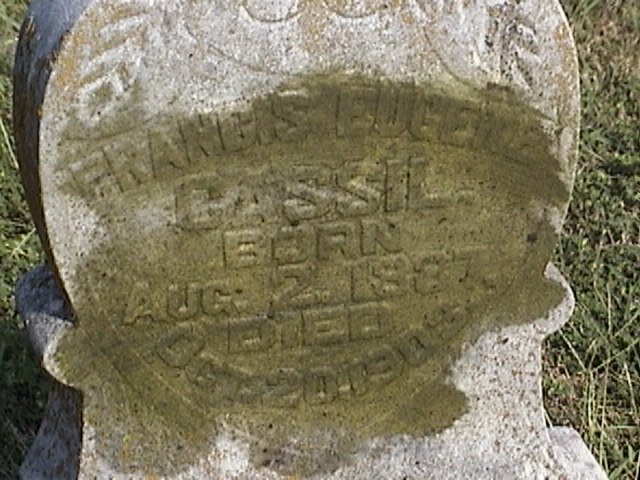 FRANCIS EUGENE
CASSIL.
BORN
AUG. 2, 1887
DIED